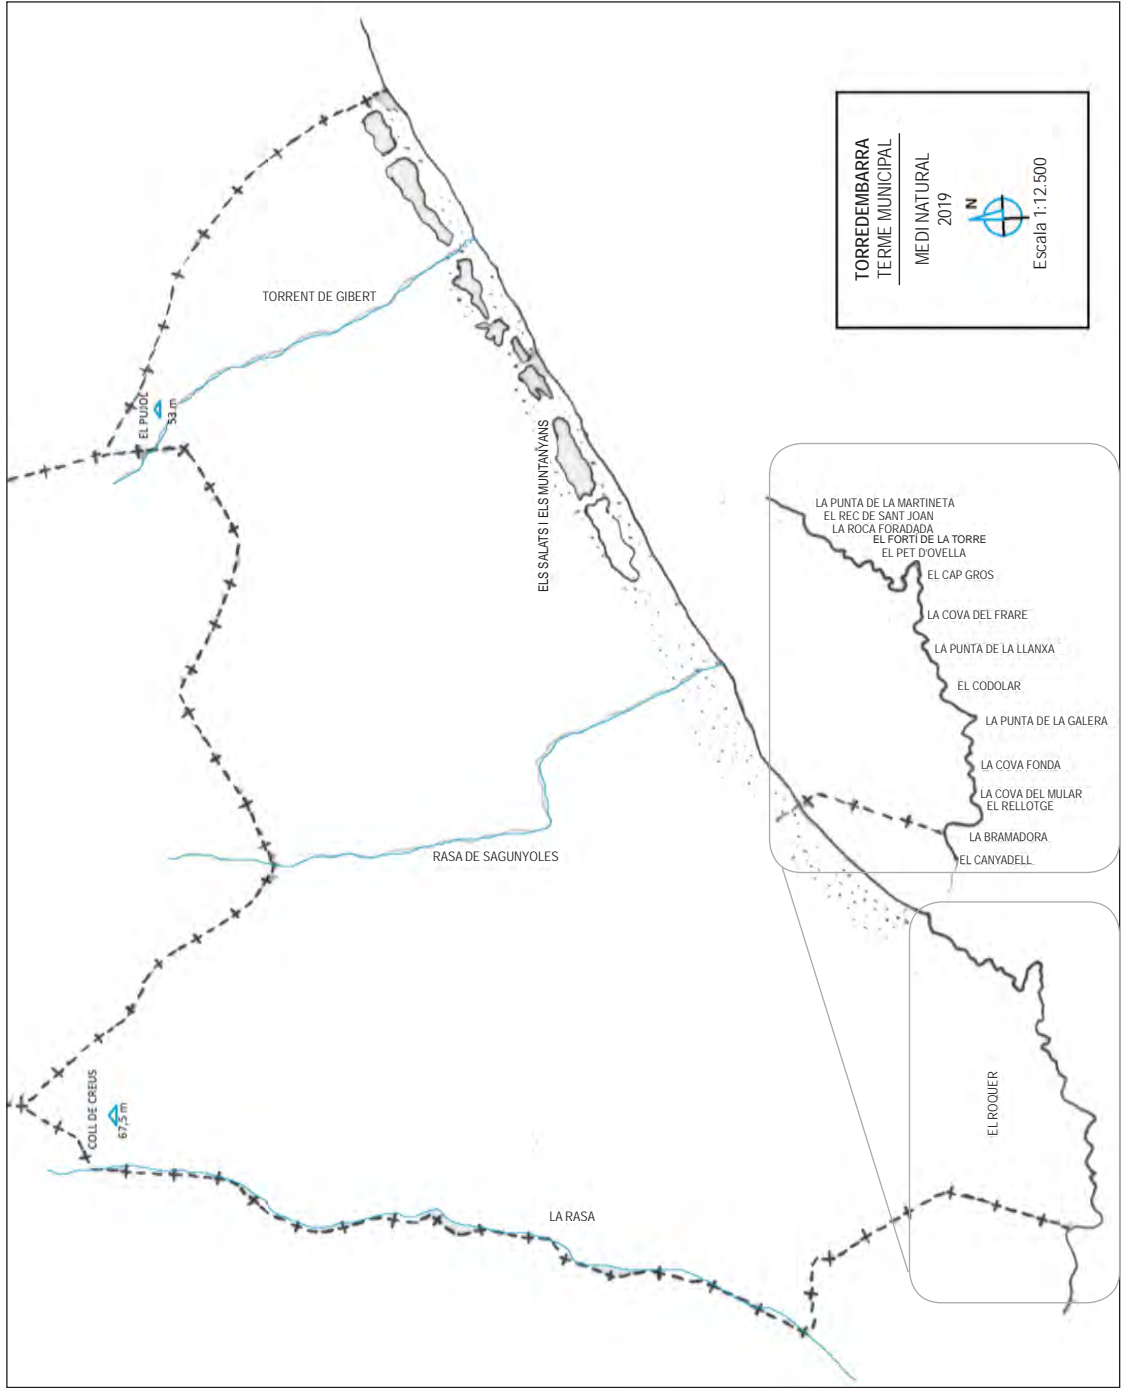 TORREDEMBARRA
TERME MUNICIPAL
MEDI NATURAL
2019
N
Escala 1:12.500
TORRENT DE GIBERT
EL PUJOL
53 m
ELS SALATS I ELS MUNTANYANS
LA PUNTA DE LA MARTINETA
EL REC DE SANT JOAN
LA ROCA FORADADA
EL FORTÍ DE LA TORRE
EL PET D'OVELLA
EL CAP GROS
LA COVA DEL FRARE
LA PUNTA DE LA LLANXA
EL CODOLAR
LA PUNTA DE LA GALERA
LA COVA FONDA
LA COVA DEL MULAR
EL RELLOTGE
LA BRAMADORA
EL CANYADELL
RASA DE SAGUNYOLES
COLL DE CREUS
67,5 m
EL ROQUER
LA RASA